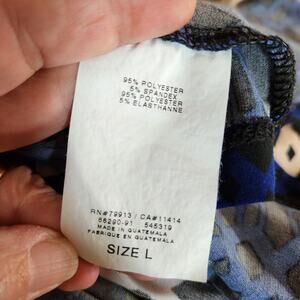 95% POLYESTER
5% SPANDEX
95% POLYESTER
5% ELASTHANNE
RN#79913 / CA#11414
56290-91 545319
MADE IN GUATEMALA
FABRIQUE EN GUATEMALA
SIZE L